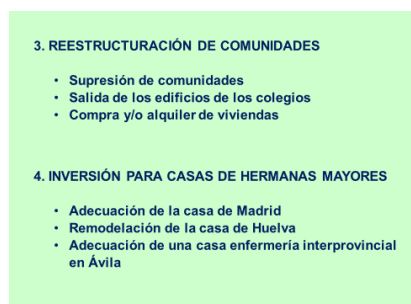 3. REESTRUCTURACIÓN DE COMUNIDADES
• Supresión de comunidades
• Salida de los edificios de los colegios
• Compra y/o alquiler de viviendas
4. INVERSIÓN PARA CASAS DE HERMANAS MAYORES
• Adecuación de la casa de Madrid
• Remodelación de la casa de Huelva
• Adecuación de una casa enfermería interprovincial
en Ávila